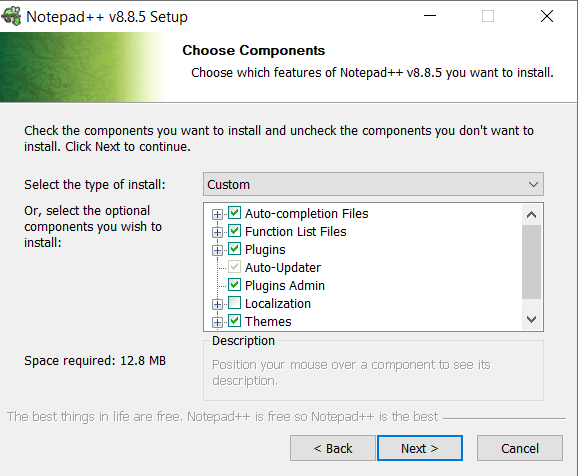 Notepad++ v8.8.5 Setup
Choose Components
Choose which features of Notepad++ v8.8.5 you want to install.
Check the components you want to install and uncheck the components you don't want to
install. Click Next to continue.
Select the type of install:
Custom
Or, select the optional
components you wish to
install:
Auto-completion Files
Function List Files
Plugins
Auto-Updater
Plugins Admin
Localization
Themes
Space required: 12.8 MB
Description
Position your mouse over a component to see its
description.
The best things in life are free. Notepad++ is free so Notepad++ is the best
< Back
Next >
Cancel